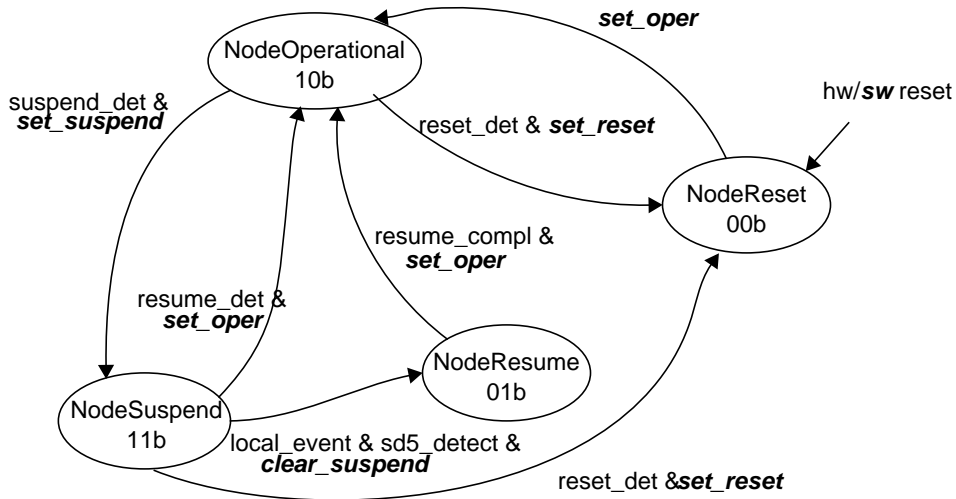 set_oper
NodeOperational
10b
suspend_det &
set_suspend
hw/sw reset
reset_det & set_reset
NodeReset
00b
resume_compl &
set_oper
resume_det &
set_oper
NodeResume
01b
NodeSuspend
11b
local_event & sd5_detect &
clear_suspend
reset_det &set_reset